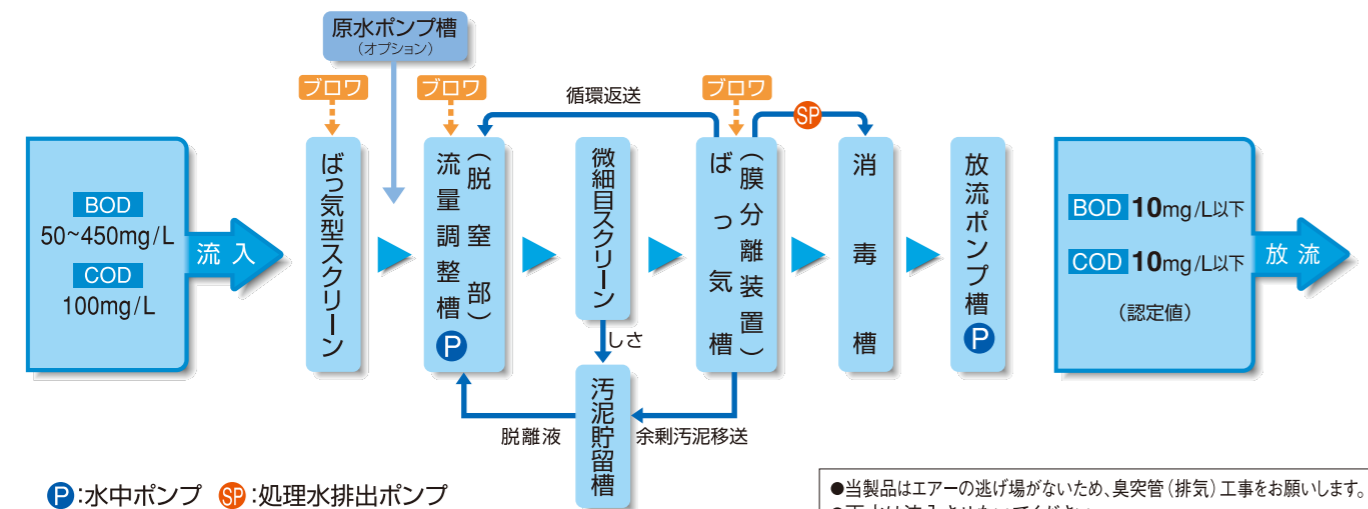 原水ポンプ槽
(オプション)
ブロワ
ブロワ
ブロワ
循環返送
SP
BOD
50~450mg/L
COD
100mg/L
流入
ばっ気型スクリーン
流量調整槽
(脱窒部)
P
微細目スクリーン
ばっ気槽
(膜分離装置)
消毒槽
放流ポンプ槽
P
BOD 10mg/L以下
COD 10mg/L以下
(認定値)
放流
しさ
汚泥貯留槽
脱離液
余剰汚泥移送
P:水中ポンプ SP:処理水排出ポンプ
●当製品はエアーの逃げ場がないため、臭突管(排気)工事をお願いします。